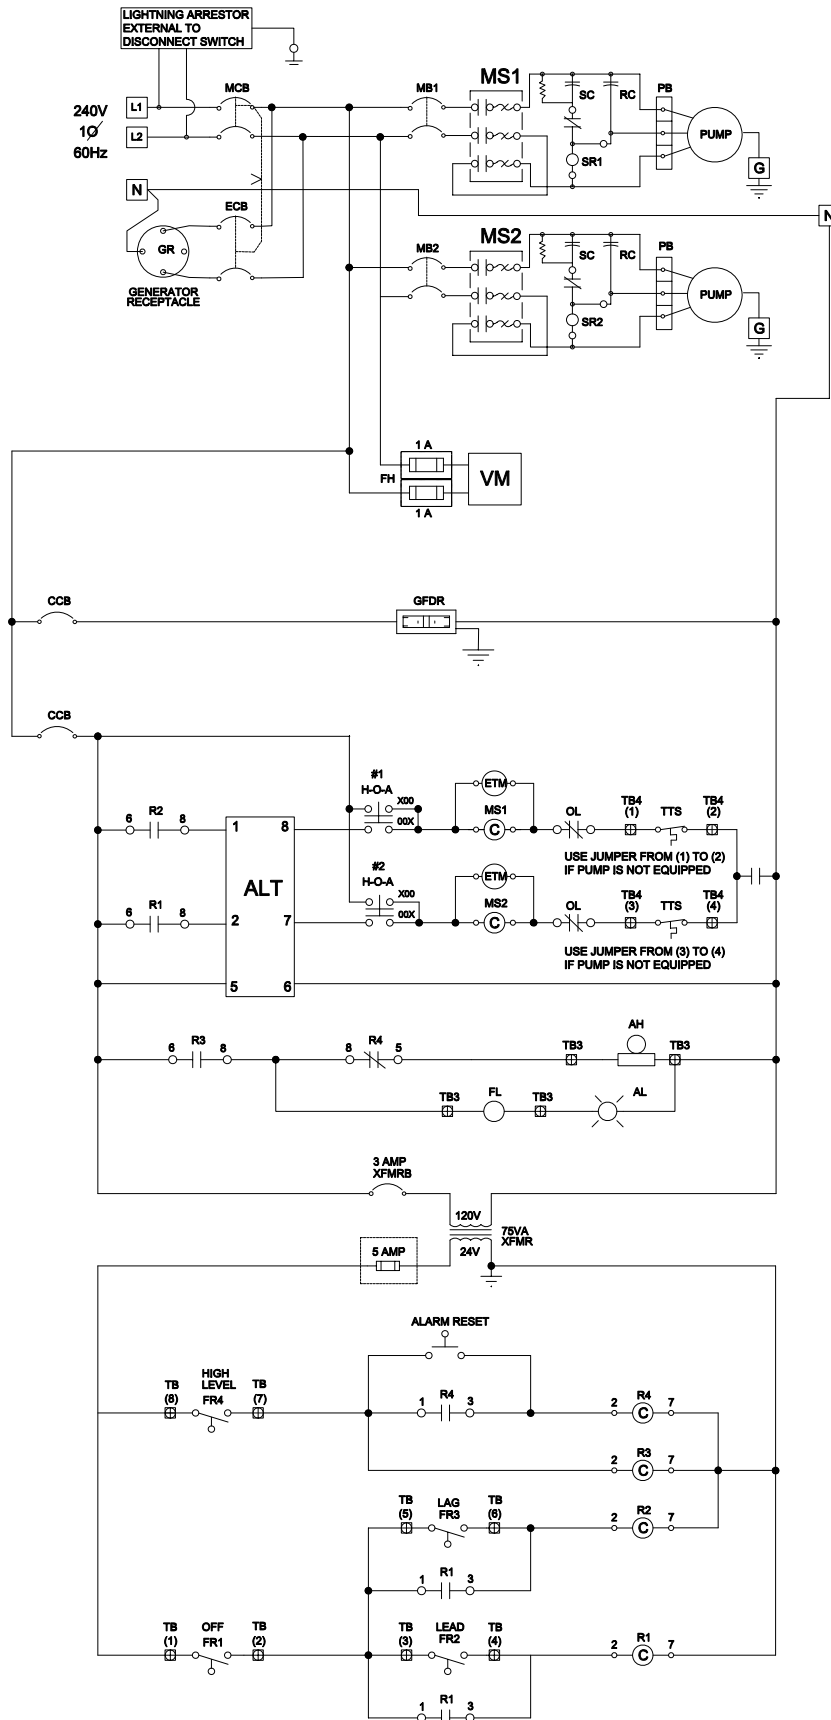 LIGHTNING ARRESTOR
EXTERNAL TO
DISCONNECT SWITCH
240V
1Ø
60Hz
L1
L2
N
MCB
ECB
GR
GENERATOR
RECEPTACLE
MB1
MS1
SC
RC
SR1
PB
PUMP
G
N
MB2
MS2
SC
RC
SR2
PB
PUMP
G
1 A
FH
VM
1 A
CCB
GFDR
CCB
#1
H-O-A
X00
00X
ETM
MS1
C
OL
TB4
(1)
TTS
TB4
(2)
USE JUMPER FROM (1) TO (2)
IF PUMP IS NOT EQUIPPED
6
R2
8
1
8
ALT
#2
H-O-A
X00
00X
ETM
MS2
C
OL
TB4
(3)
TTS
TB4
(4)
USE JUMPER FROM (3) TO (4)
IF PUMP IS NOT EQUIPPED
6
R1
8
2
7
5
6
6
R3
8
8
R4
5
TB3
AH
TB3
TB3
FL
TB3
AL
3 AMP
XFMRB
120V
75VA
XFMR
24V
5 AMP
ALARM RESET
TB
(8)
HIGH
LEVEL
FR4
TB
(7)
1
R4
3
2
R4
C
7
2
R3
C
7
TB
(5)
LAG
FR3
TB
(6)
2
R2
C
7
1
R1
3
TB
(1)
OFF
FR1
TB
(2)
TB
(3)
LEAD
FR2
TB
(4)
2
R1
C
7
1
R1
3